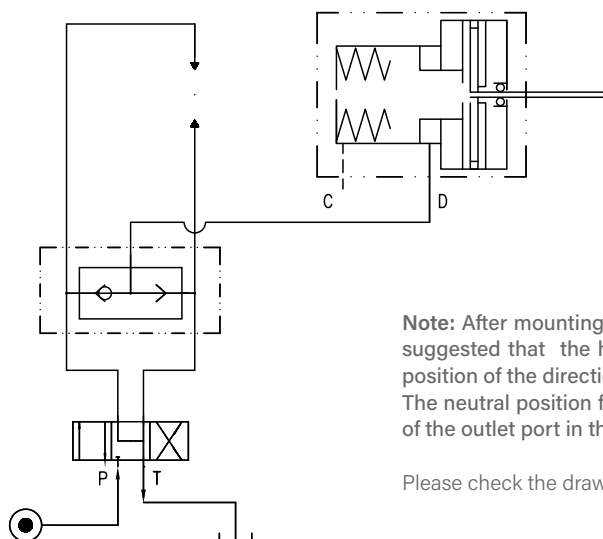 C
D
Note: After mounting
suggested that the h
position of the directi
The neutral position f
of the outlet port in th
Please check the draw
P
T